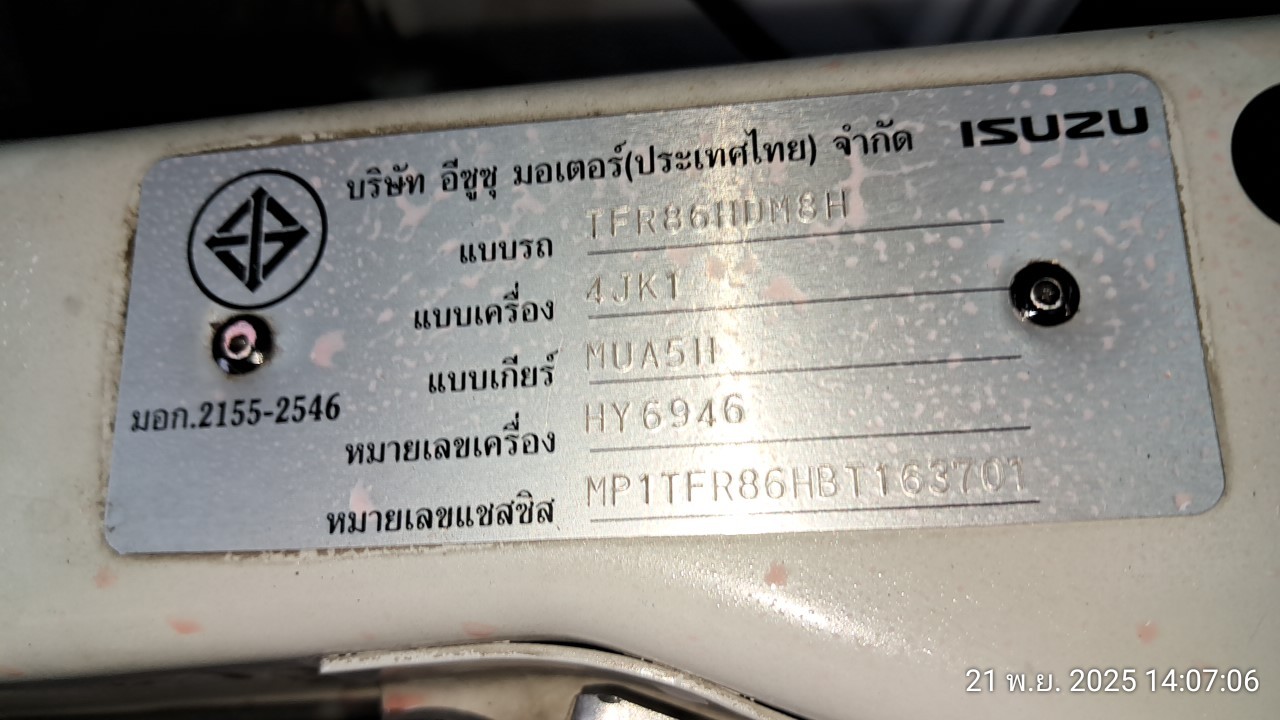 บริษัท อีซูซุ มอเตอร์(ประเทศไทย) จำกัด ISUZU
แบบรถ TFR86HDM8H
แบบเครื่อง 4JK1
แบบเกียร์ MUA5H
มอก.2155-2546
หมายเลขเครื่อง HY6946
หมายเลขแชสซิส MP1TFR86HBT163701
21 พ.ย. 2025 14:07:06